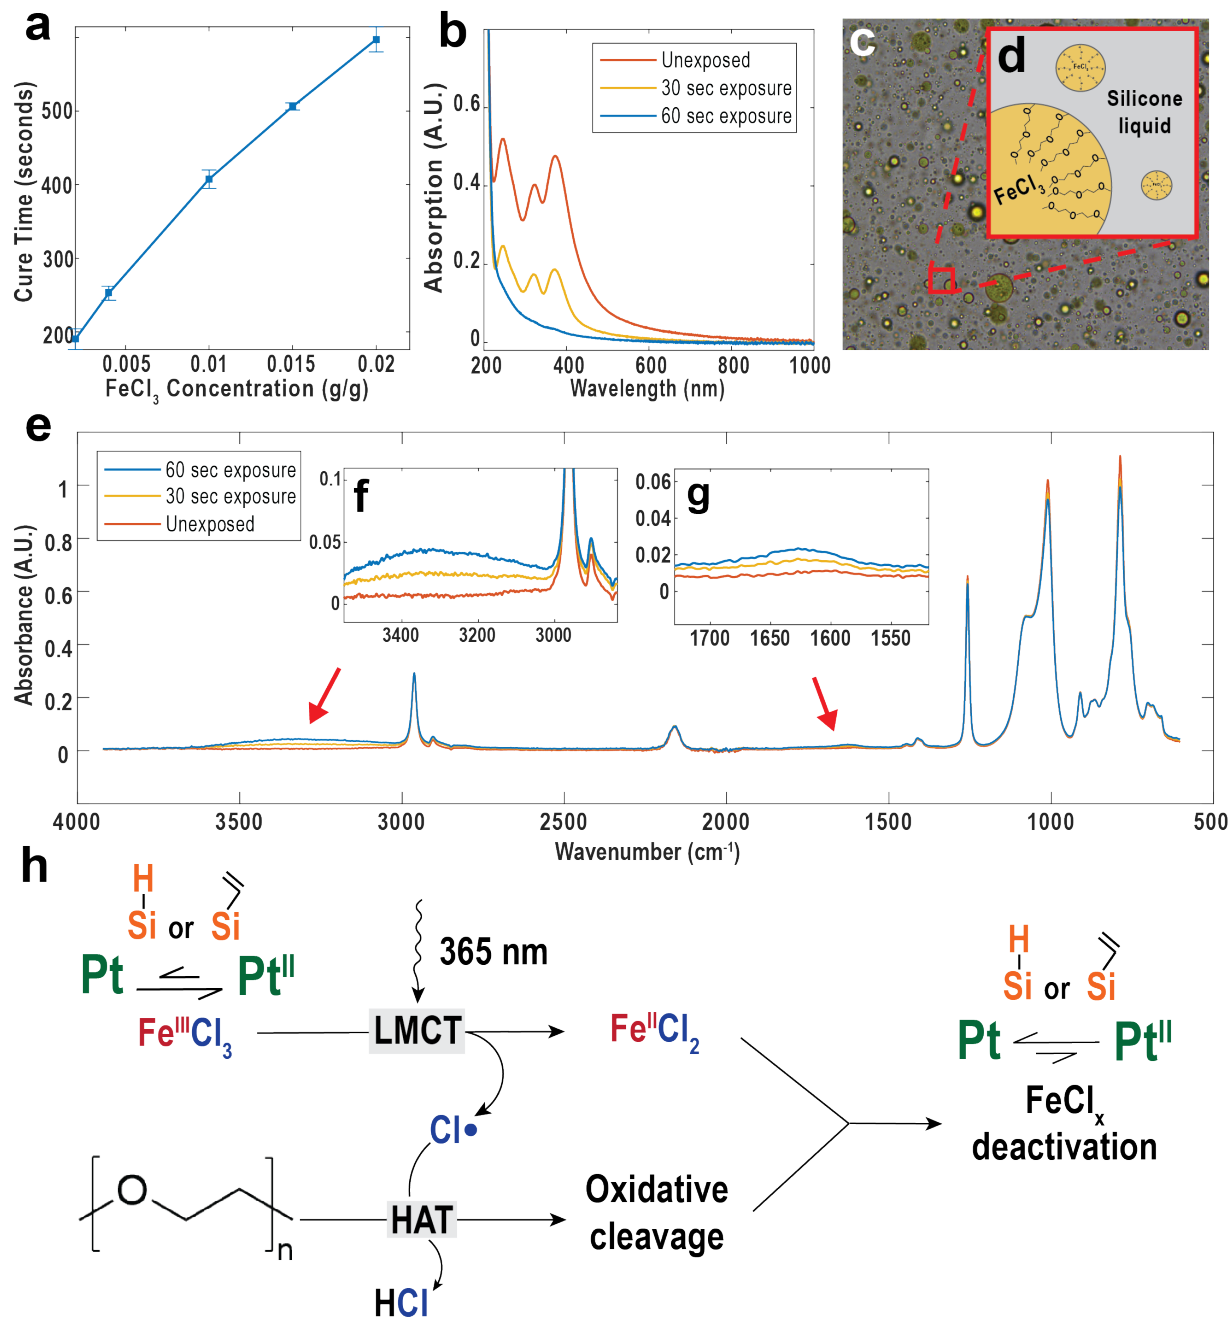 a
Cure Time (seconds)
500
400
300
200
0.005
0.01
0.015
0.02
FeCl₃ Concentration (g/g)
b
Absorption (A.U.)
0.6
0.4
0.2
0
200
400
600
800
1000
Wavelength (nm)
Unexposed
30 sec exposure
60 sec exposure
c
d
FeCl₃
Silicone
liquid
FeCl₃
e
Absorbance (A.U.)
1
0.8
0.6
0.4
0.2
0
4000
3500
3000
2500
2000
1500
1000
500
Wavenumber (cm⁻¹)
60 sec exposure
30 sec exposure
Unexposed
f
0.1
0.05
0
3400
3200
3000
g
0.06
0.04
0.02
0
1700
1650
1600
1550
h
H
Si or Si
Pt Ptᴵᴵ
FeᴵᴵᴵCl₃
365 nm
LMCT
FeᴵᴵCl₂
Cl•
O
n
HAT
HCl
Oxidative
cleavage
H
Si or Si
Pt Ptᴵᴵ
FeClₓ
deactivation